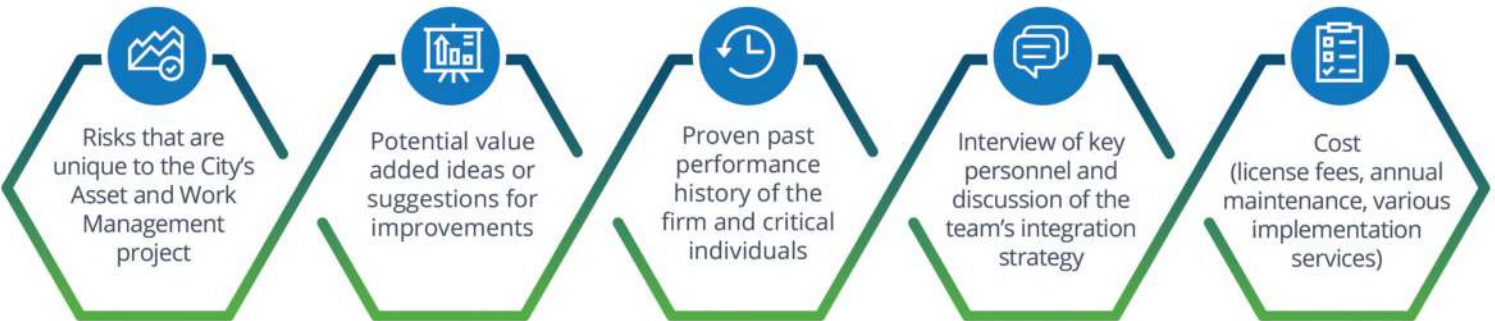 Risks that are
unique to the City’s
Asset and Work
Management
project
Potential value
added ideas or
suggestions for
improvements
Proven past
performance
history of the
firm and critical
individuals
Interview of key
personnel and
discussion of the
team’s integration
strategy
Cost
(license fees, annual
maintenance, various
implementation
services)